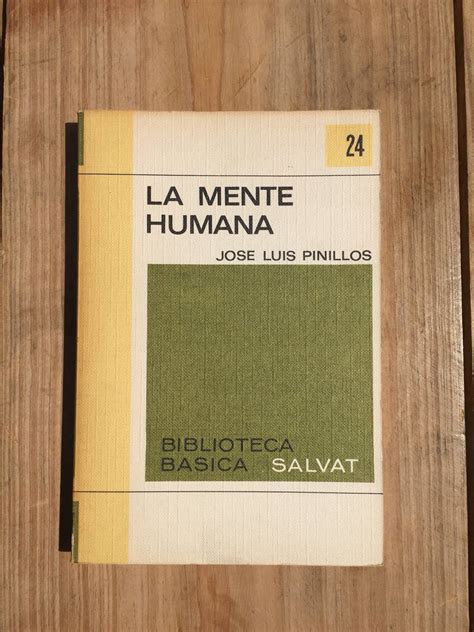 24
LA MENTE
HUMANA
JOSE LUIS PINILLOS
BIBLIOTECA
BASICA SALVAT